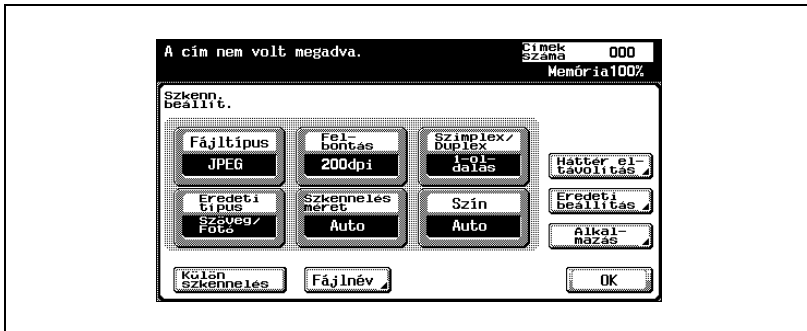 A cím nem volt megadva.
Címek
száma
000
Memória100%
Szkenn.
beállít.
Fájltípus
JPEG
Fel-
bontás
200dpi
Szimplex/
Duplex
1-ol-
dalas
Háttér el-
távolítás
Eredeti
típus
Szöveg/
Fotó
Szkennelés
méret
Auto
Szín
Auto
Eredeti
beállítás
Alkal-
mazás
Külön
szkennelés
Fájlnév
OK